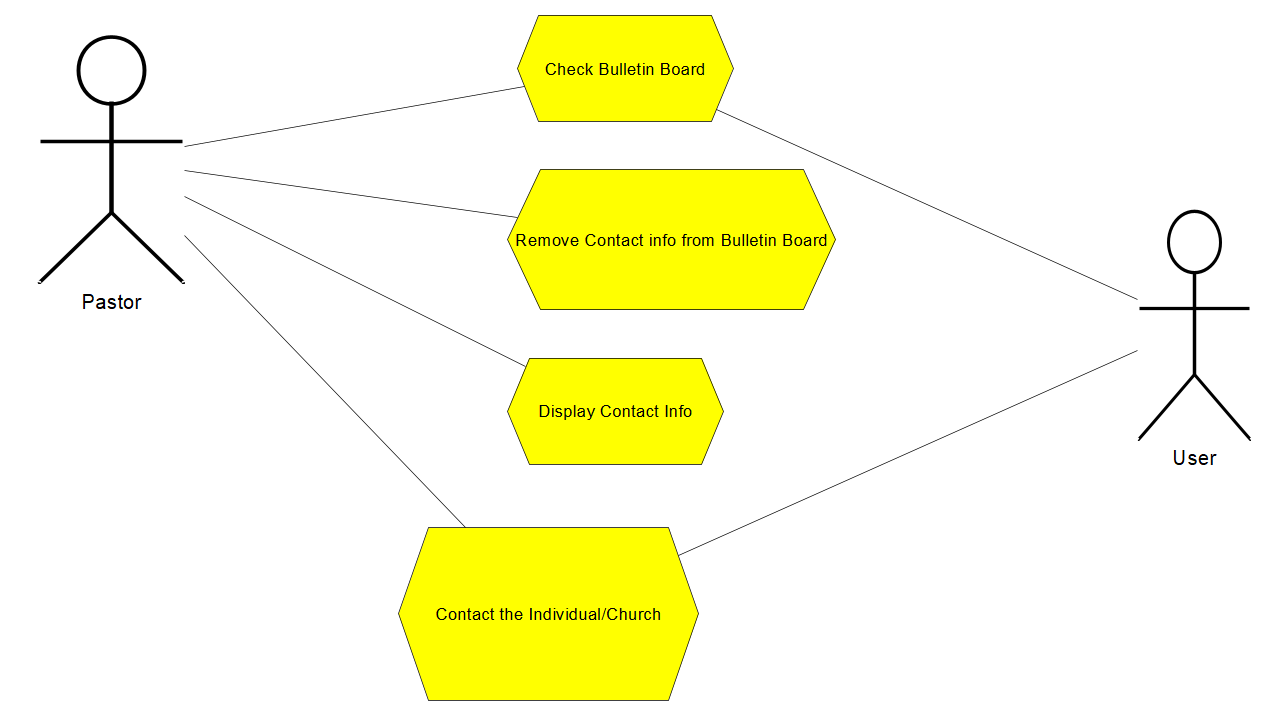 Check Bulletin Board
Remove Contact info from Bulletin Board
Pastor
Display Contact Info
User
Contact the Individual/Church